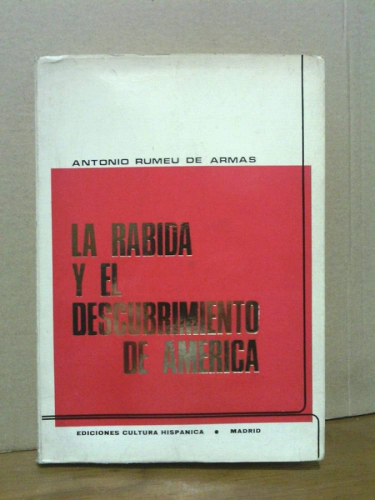 ANTONIO RUMEU DE ARMAS
LA RABIDA
Y EL
DESCUBRIMIENTO
DE AMERICA
EDICIONES CULTURA HISPANICA • MADRID